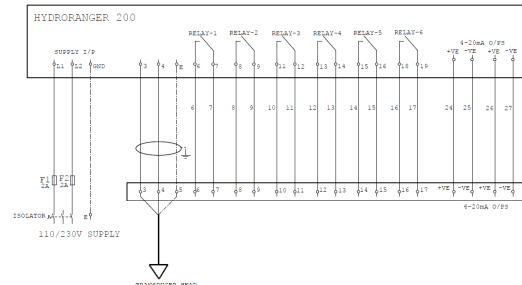 HYDRORANGER 200
RELAY-1 RELAY-2 RELAY-3 RELAY-4 RELAY-5 RELAY-6
4-20mA O/PS
SUPPLY I/P
+VE -VE +VE -VE
L1 L2 GND 3 4 E 6 7 8 9 11 12 13 14 15 16 18 19
6 7 8 9 10 11 12 13 14 15 16 17 24 25 26 27
F1 2A F2 2A
3 4 5 6 7 8 9 10 11 12 13 14 15 16 17 +VE -VE +VE -VE
4-20mA O/PS
ISOLATOR E
110/230V SUPPLY
TRANSDUCER HEAD